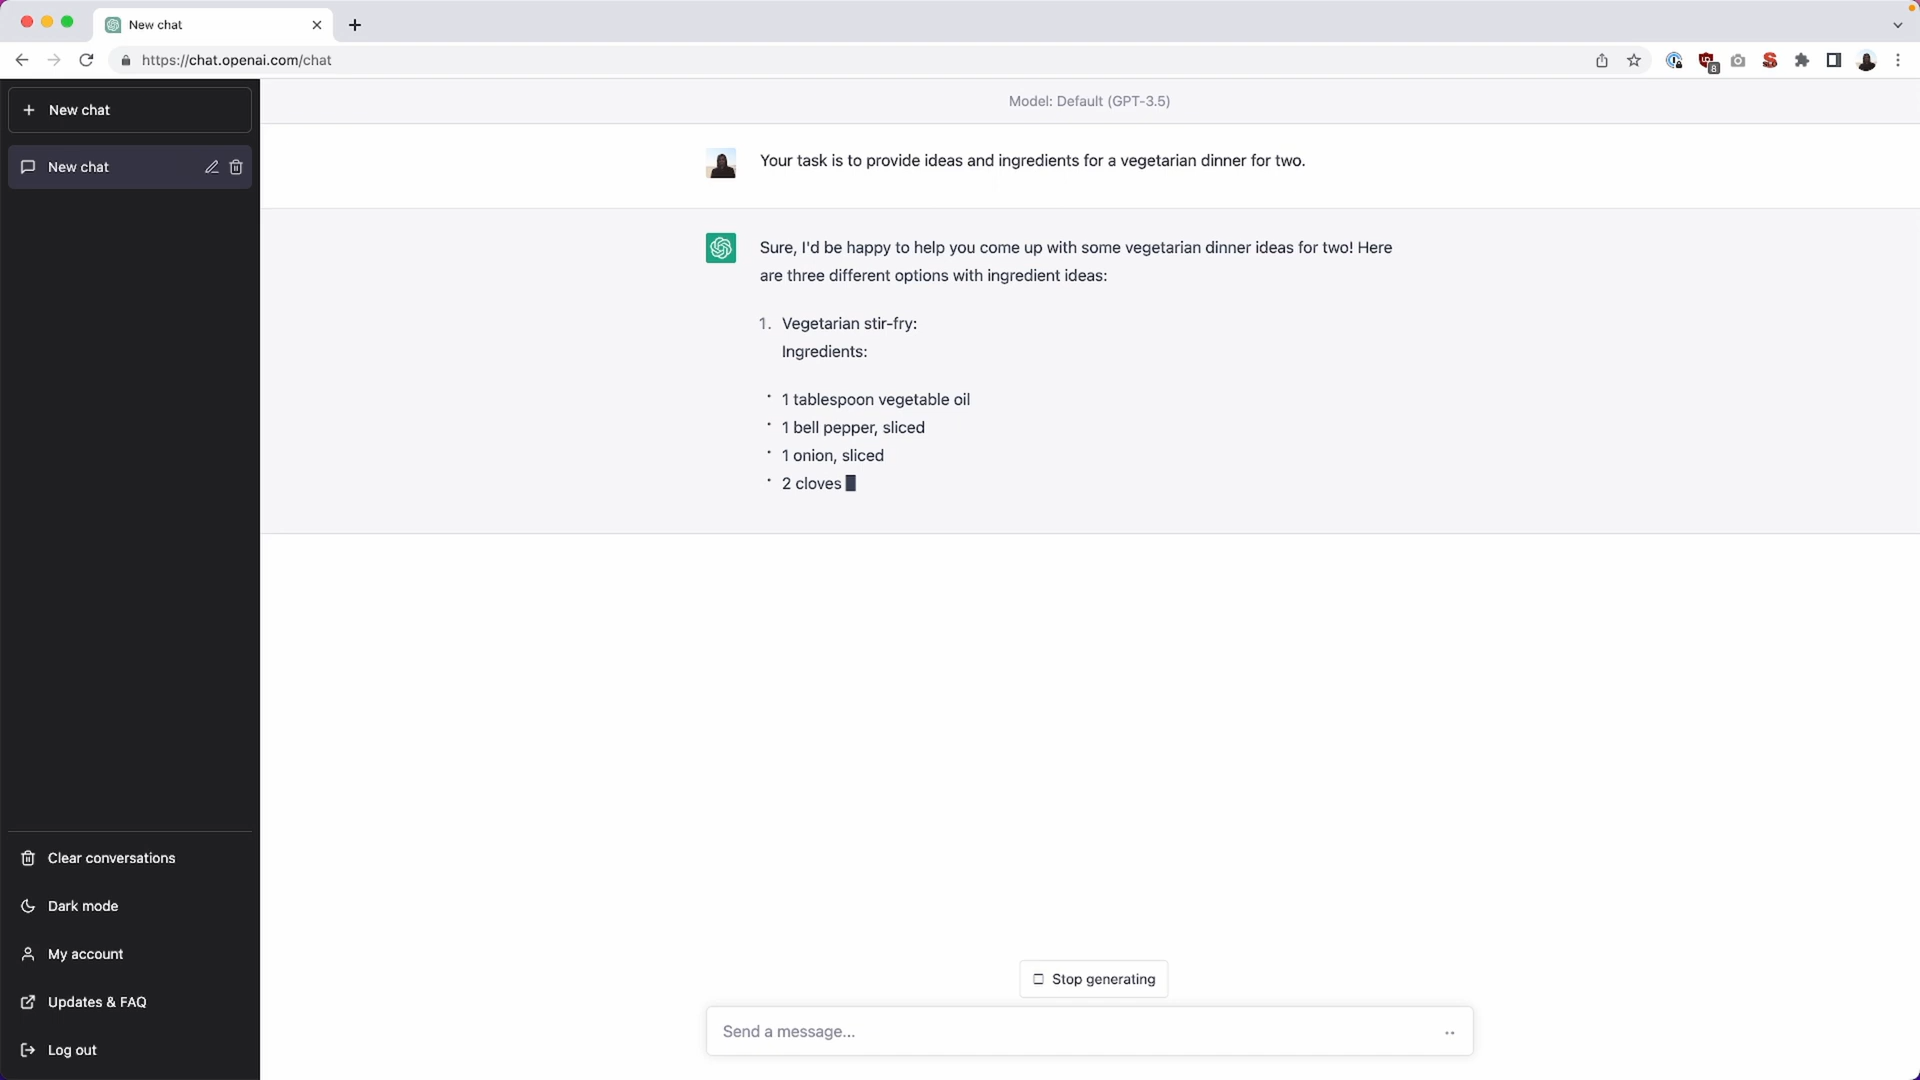 New chat
https://chat.openai.com/chat
8
New chat
New chat
Model: Default (GPT-3.5)
Your task is to provide ideas and ingredients for a vegetarian dinner for two.
Sure, I'd be happy to help you come up with some vegetarian dinner ideas for two! Here
are three different options with ingredient ideas:
1. Vegetarian stir-fry:
Ingredients:
• 1 tablespoon vegetable oil
• 1 bell pepper, sliced
• 1 onion, sliced
• 2 cloves
Clear conversations
Dark mode
My account
Updates & FAQ
Log out
Stop generating
Send a message...